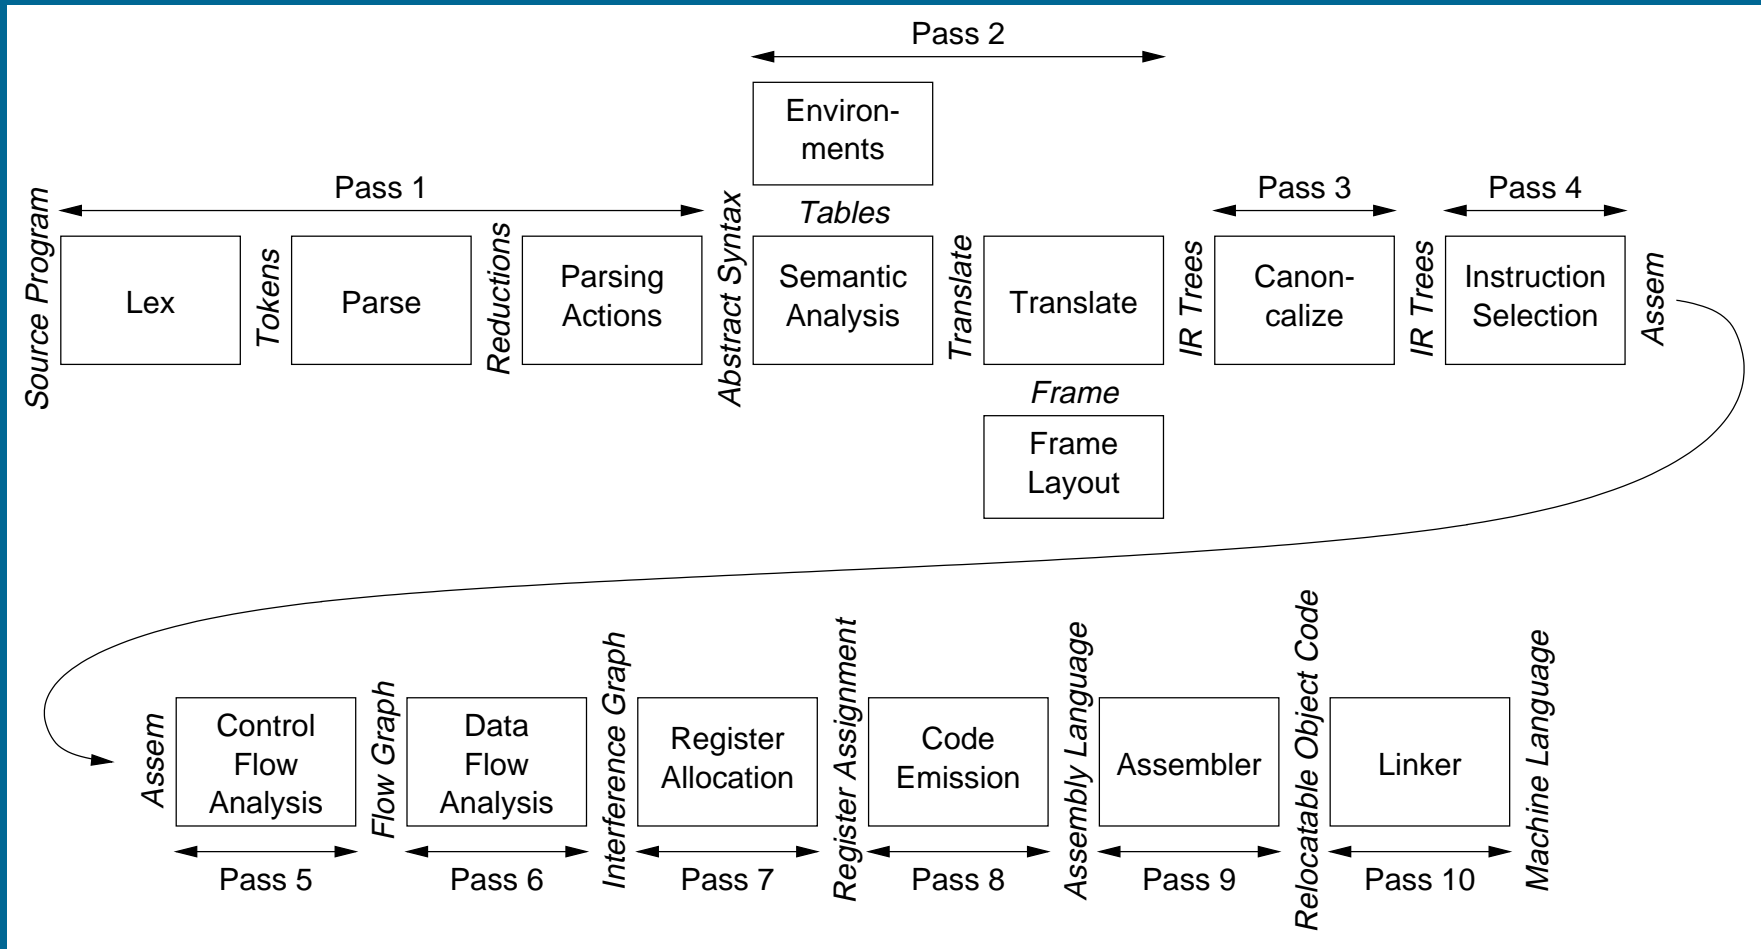 Pass 2
Environ-
ments
Pass 1
Pass 3
Pass 4
Tables
Source Program
Lex
Tokens
Parse
Reductions
Parsing
Actions
Abstract Syntax
Semantic
Analysis
Translate
Translate
IR Trees
Canon-
calize
IR Trees
Instruction
Selection
Assem
Frame
Frame
Layout
Assem
Control
Flow
Analysis
Flow Graph
Data
Flow
Analysis
Interference Graph
Register
Allocation
Register Assignment
Code
Emission
Assembly Language
Assembler
Relocatable Object Code
Linker
Machine Language
Pass 5
Pass 6
Pass 7
Pass 8
Pass 9
Pass 10